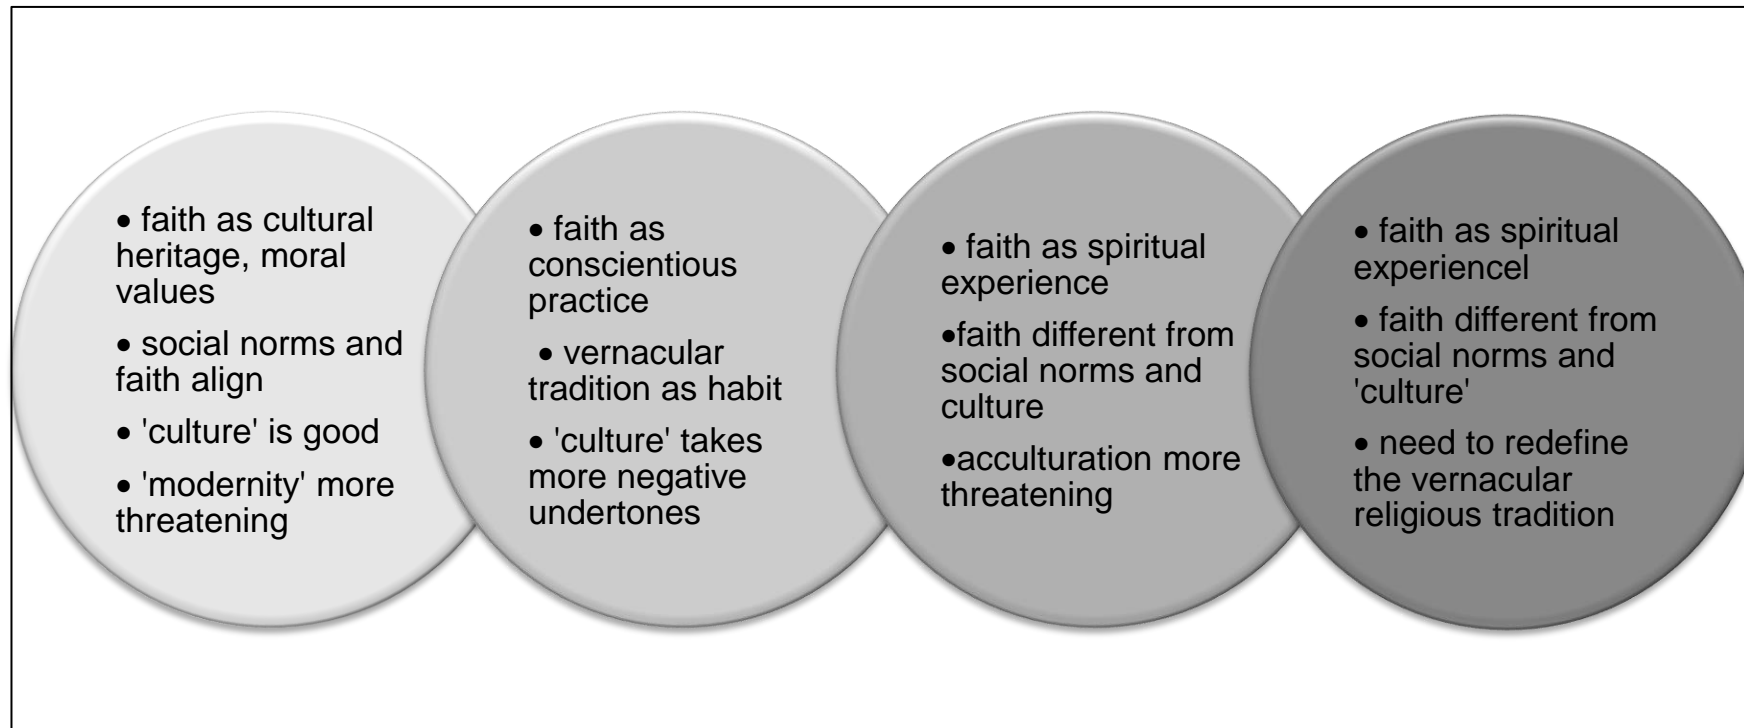 • faith as cultural
heritage, moral
values
• social norms and
faith align
• 'culture' is good
• 'modernity' more
threatening
• faith as
conscientious
practice
• vernacular
tradition as habit
• 'culture' takes
more negative
undertones
• faith as spiritual
experience
•faith different from
social norms and
culture
•acculturation more
threatening
• faith as spiritual
experiencel
• faith different from
social norms and
'culture'
• need to redefine
the vernacular
religious tradition